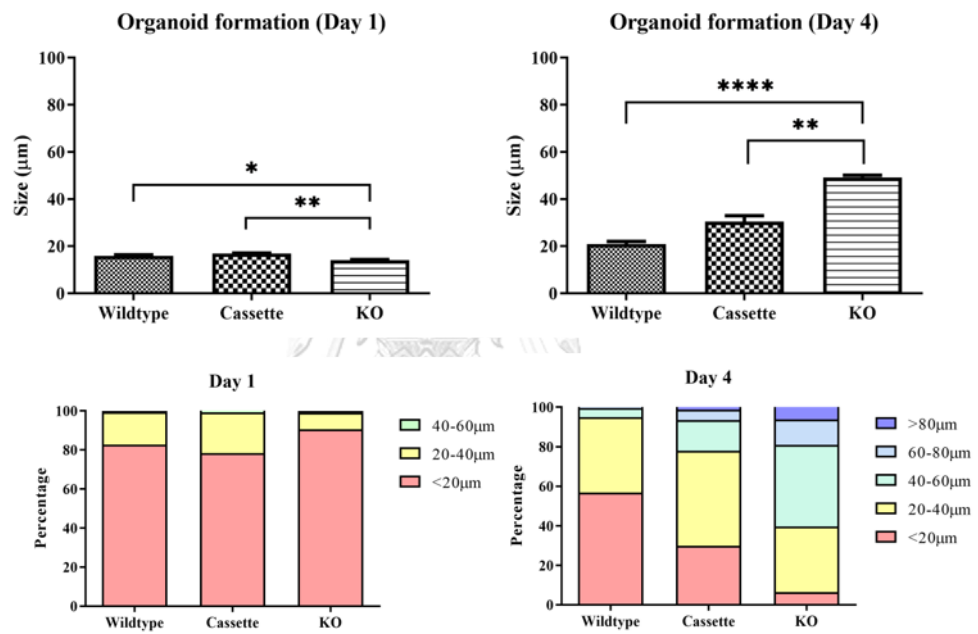 Organoid formation (Day 1)
100
80
60
40
20
0
Size (μm)
*
**
Wildtype Cassette KO
Organoid formation (Day 4)
100
80
60
40
20
0
Size (μm)
****
**
Wildtype Cassette KO
Day 1
100
80
60
40
20
0
Percentage
Wildtype Cassette KO
40-60μm
20-40μm
<20μm
Day 4
100
80
60
40
20
0
Percentage
Wildtype Cassette KO
>80μm
60-80μm
40-60μm
20-40μm
<20μm